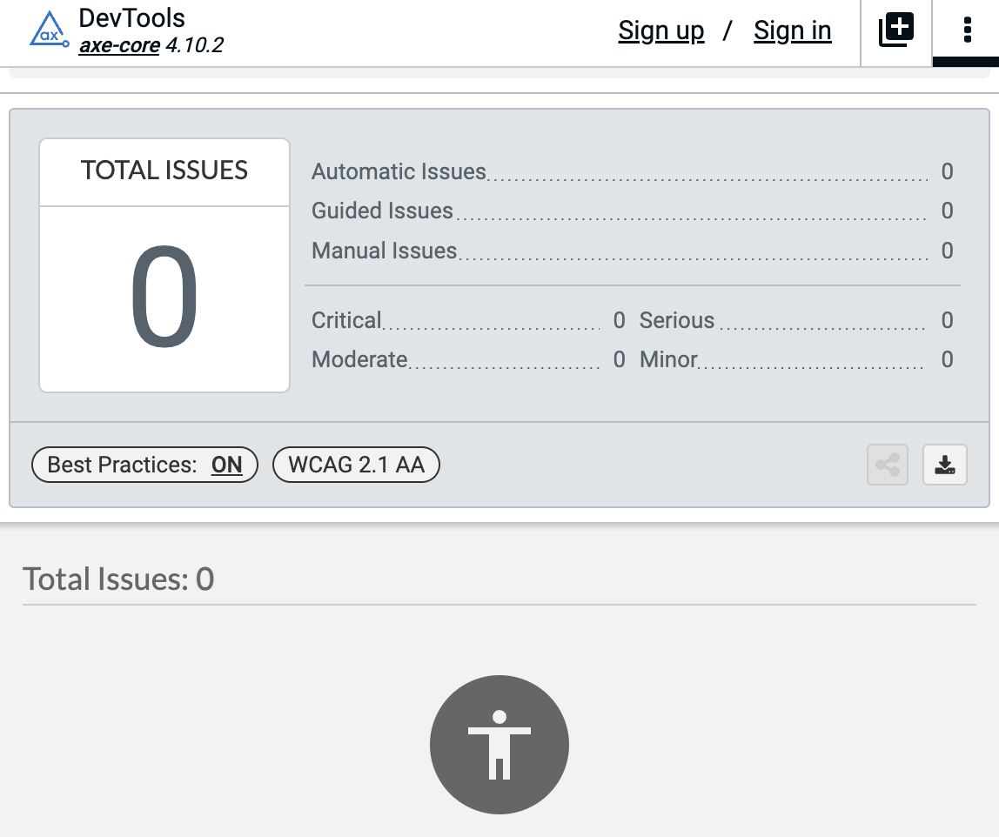 DevTools
axe-core 4.10.2
Sign up / Sign in
TOTAL ISSUES
0
Automatic Issues 0
Guided Issues 0
Manual Issues 0
Critical 0 Serious 0
Moderate 0 Minor 0
Best Practices: ON WCAG 2.1 AA
Total Issues: 0